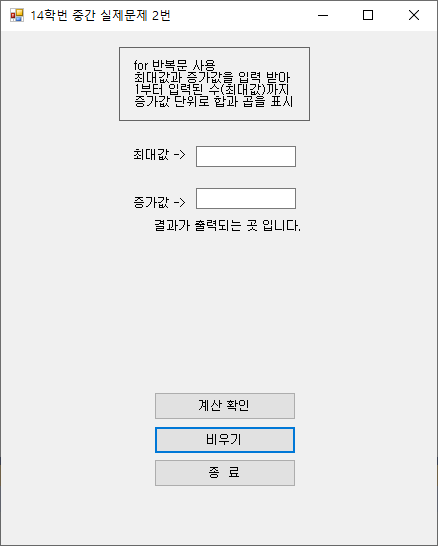 14학번 중간 실제문제 2번
for 반복문 사용
최대값과 증가값을 입력 받아
1부터 입력된 수(최대값)까지
증가값 단위로 합과 곱을 표시
최대값 ->
증가값 ->
결과가 출력되는 곳 입니다.
계산 확인
비우기
종 료